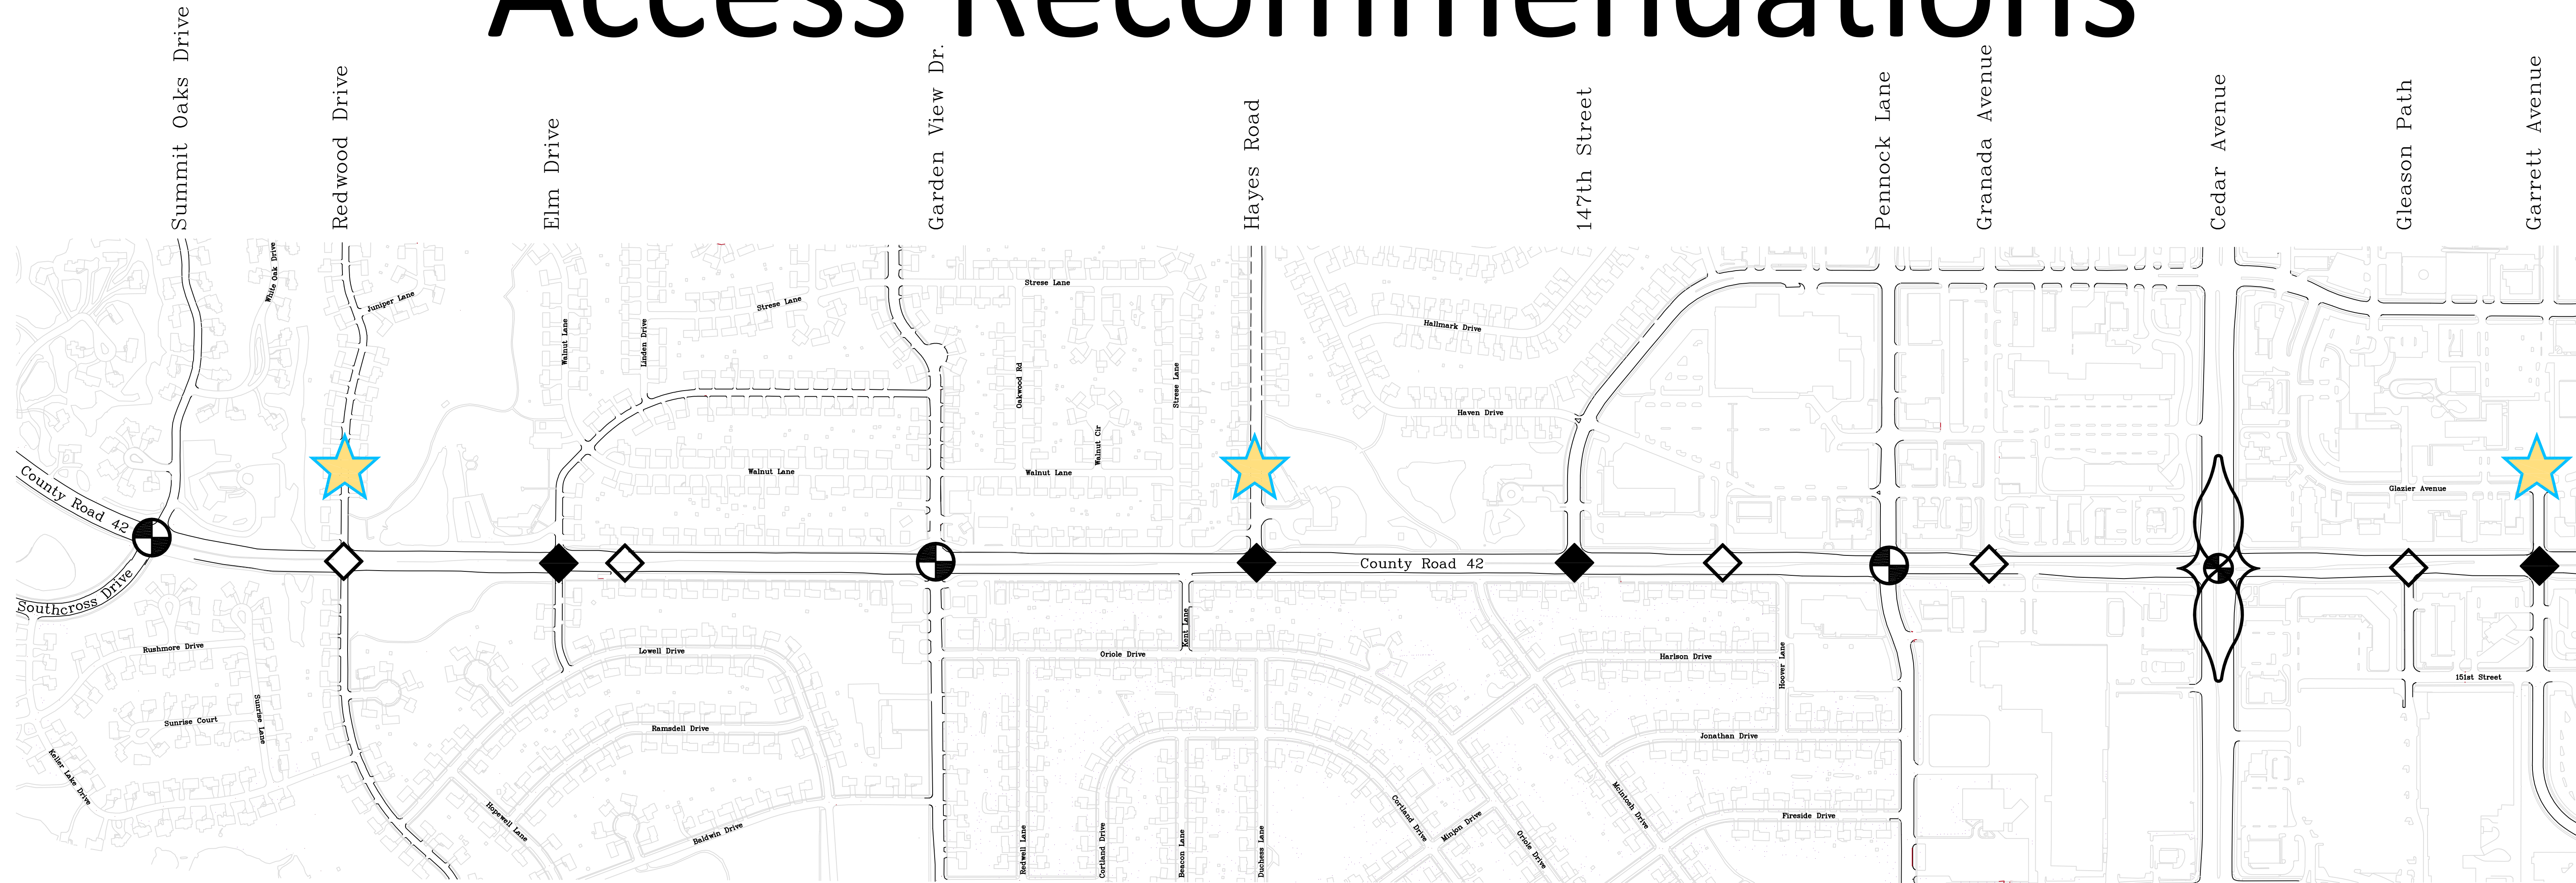 Access Recommendations
Summit Oaks Drive
Redwood Drive
Elm Drive
Garden View Dr.
Hayes Road
147th Street
Pennock Lane
Granada Avenue
Cedar Avenue
Gleason Path
Garrett Avenue
White Oak Drive
Juniper Lane
Strese Lane
Strese Lane
Walnut Lane
Linden Drive
Hallmark Drive
Oakwood Rd
Strese Lane
Haven Drive
Walnut Cir
Walnut Lane
Walnut Lane
Glazier Avenue
County Road 42
County Road 42
Southcross Drive
Kent Lane
Rushmore Drive
Lowell Drive
Oriole Drive
Harlson Drive
Hoover Lane
151st Street
Sunrise Court
Sunrise Lane
Ramsdell Drive
Jonathan Drive
Keller Lake Drive
Hopewell Lane
Baldwin Drive
Redwell Lane
Cortland Drive
Beacon Lane
Duchess Lane
Cortland Drive
Minjon Drive
Oriole Drive
McIntosh Drive
Fireside Drive